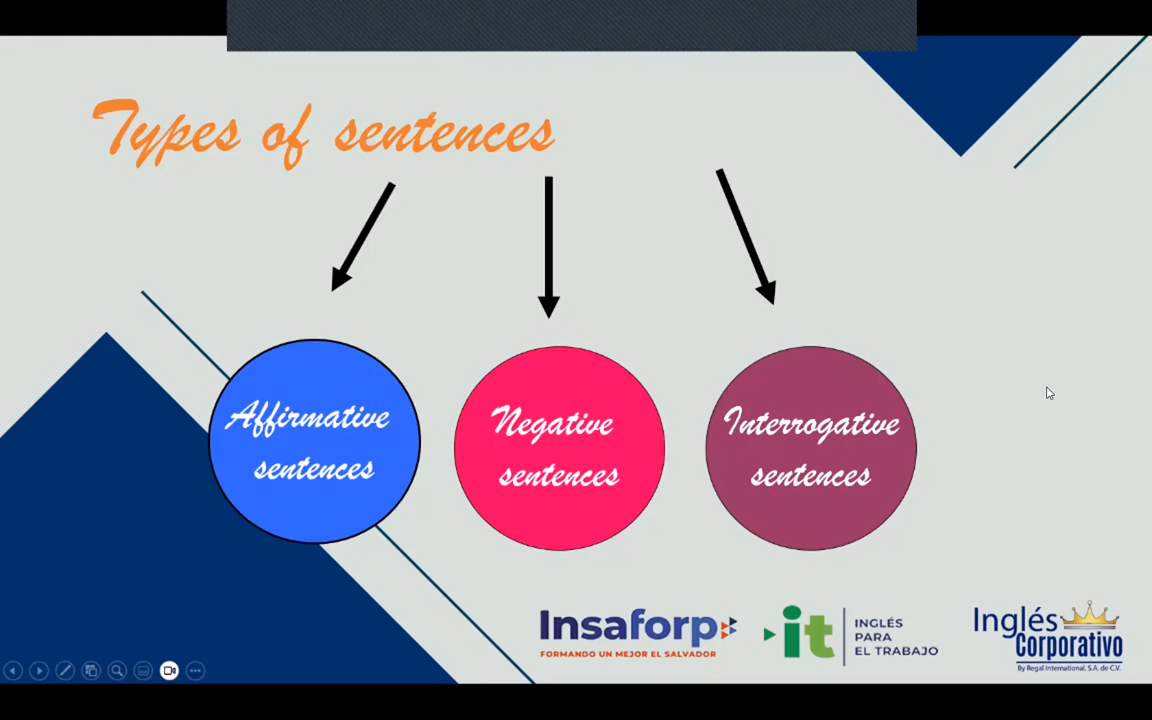 Types of sentences
Affirmative
sentences
Negative
sentences
Interrogative
sentences
Insaforp
FORMANDO UN MEJOR EL SALVADOR
it
INGLÉS
PARA
EL TRABAJO
Inglés
Corporativo
By Regal International, S.A. de C.V.